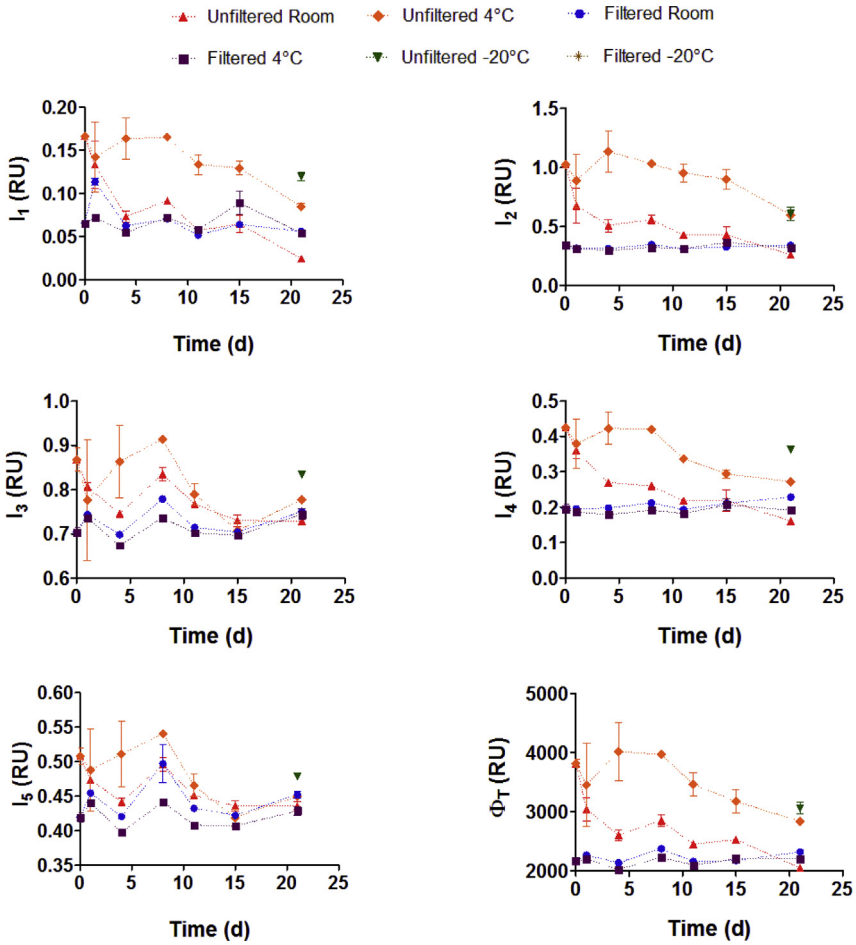 Unfiltered Room Unfiltered 4°C Filtered Room
Filtered 4°C Unfiltered -20°C Filtered -20°C
I₁ (RU)
0.20
0.15
0.10
0.05
0.00
0 5 10 15 20 25
Time (d)
I₂ (RU)
1.5
1.0
0.5
0.0
0 5 10 15 20 25
Time (d)
I₃ (RU)
1.0
0.9
0.8
0.7
0.6
0 5 10 15 20 25
Time (d)
I₄ (RU)
0.5
0.4
0.3
0.2
0.1
0.0
0 5 10 15 20 25
Time (d)
I₅ (RU)
0.60
0.55
0.50
0.45
0.40
0.35
0 5 10 15 20 25
Time (d)
Φ_T (RU)
5000
4000
3000
2000
0 5 10 15 20 25
Time (d)